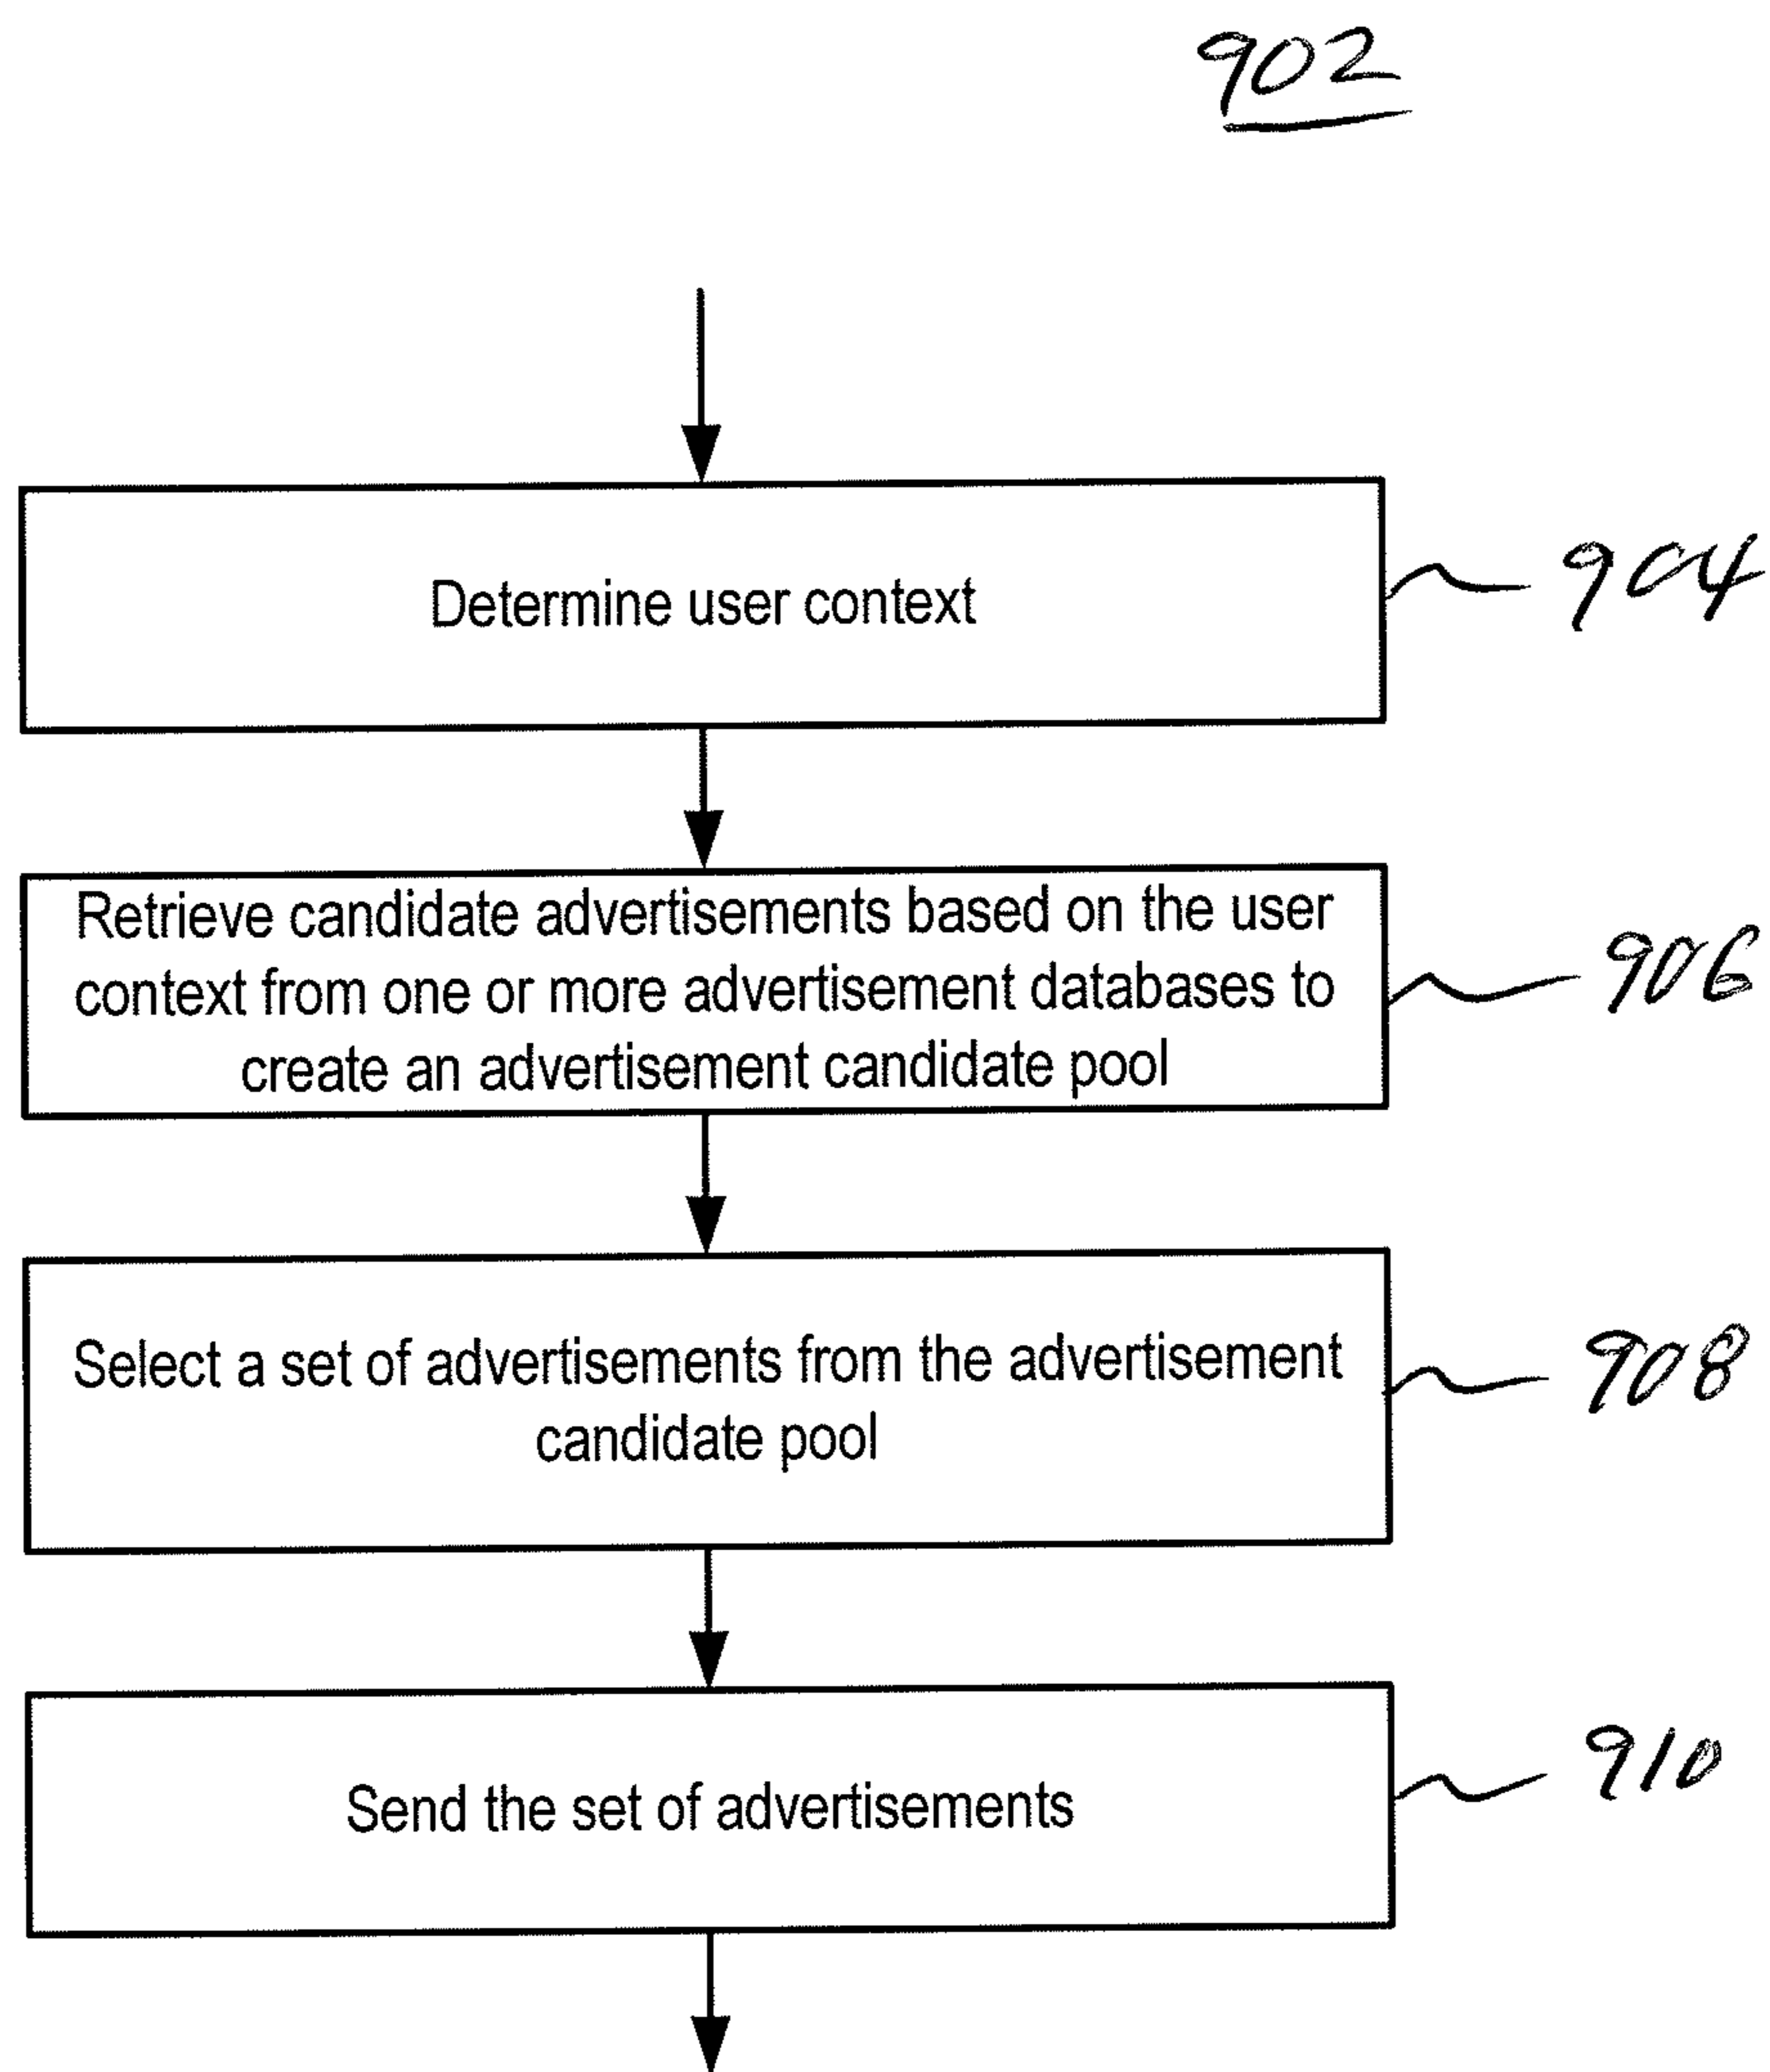 902
Determine user context
904
Retrieve candidate advertisements based on the user
context from one or more advertisement databases to
create an advertisement candidate pool
906
Select a set of advertisements from the advertisement
candidate pool
908
Send the set of advertisements
910